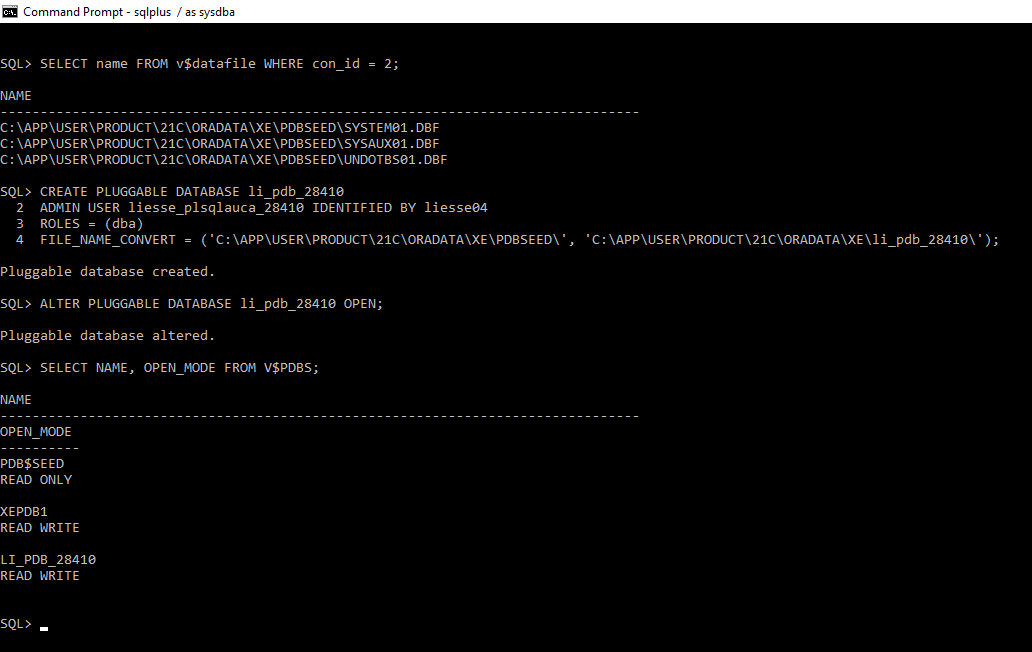 Command Prompt - sqlplus / as sysdba
SQL> SELECT name FROM v$datafile WHERE con_id = 2;
NAME
--------------------------------------------------------------------------------
C:\APP\USER\PRODUCT\21C\ORADATA\XE\PDBSEED\SYSTEM01.DBF
C:\APP\USER\PRODUCT\21C\ORADATA\XE\PDBSEED\SYSAUX01.DBF
C:\APP\USER\PRODUCT\21C\ORADATA\XE\PDBSEED\UNDOTBS01.DBF
SQL> CREATE PLUGGABLE DATABASE li_pdb_28410
2 ADMIN USER liesse_plsqlauca_28410 IDENTIFIED BY liesse04
3 ROLES = (dba)
4 FILE_NAME_CONVERT = ('C:\APP\USER\PRODUCT\21C\ORADATA\XE\PDBSEED\', 'C:\APP\USER\PRODUCT\21C\ORADATA\XE\li_pdb_28410\');
Pluggable database created.
SQL> ALTER PLUGGABLE DATABASE li_pdb_28410 OPEN;
Pluggable database altered.
SQL> SELECT NAME, OPEN_MODE FROM V$PDBS;
NAME
--------------------------------------------------------------------------------
OPEN_MODE
----------
PDB$SEED
READ ONLY
XEPDB1
READ WRITE
LI_PDB_28410
READ WRITE
SQL>